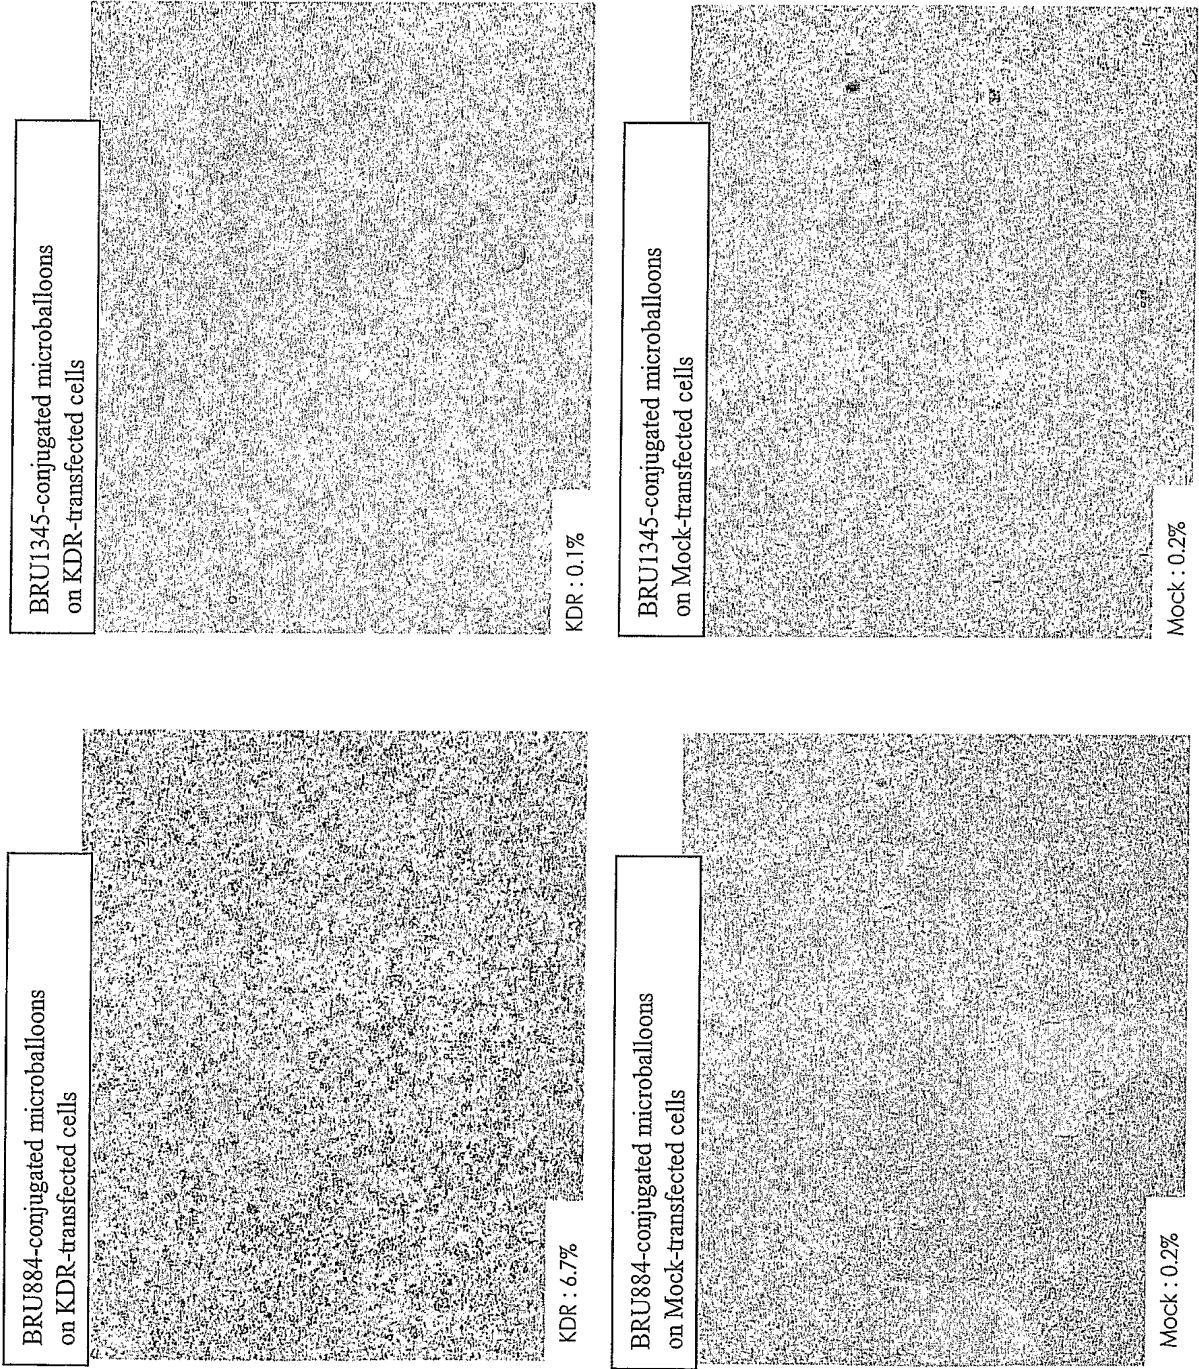 BRU884-conjugated microballoons
on KDR-transfected cells
KDR : 6.7%
BRU1345-conjugated microballoons
on KDR-transfected cells
KDR : 0.1%
BRU884-conjugated microballoons
on Mock-transfected cells
Mock : 0.2%
BRU1345-conjugated microballoons
on Mock-transfected cells
Mock : 0.2%